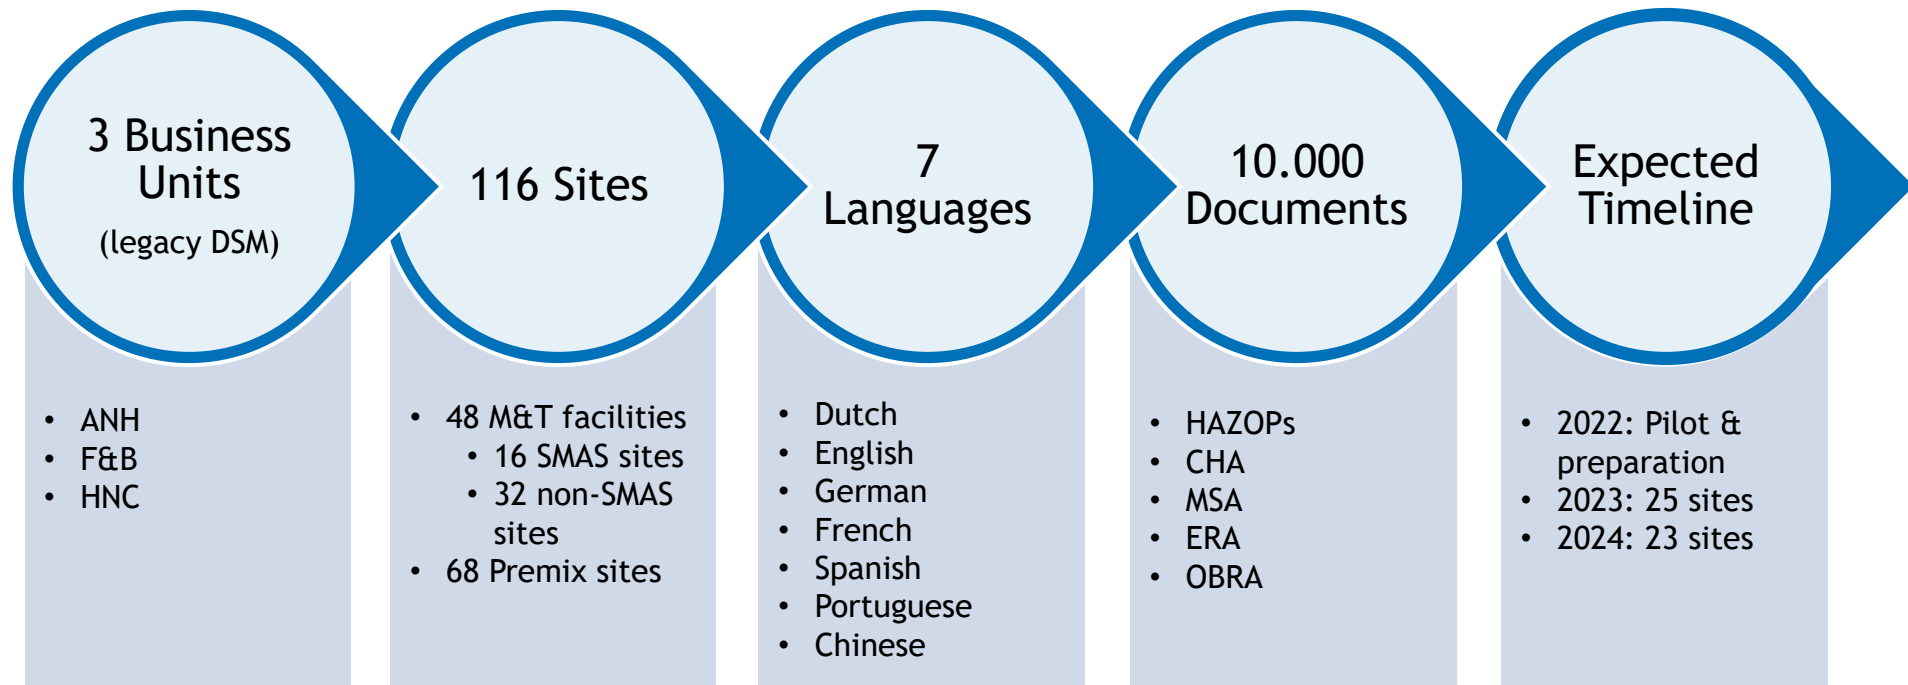 3 Business
Units
(legacy DSM)
116 Sites
7
Languages
10.000
Documents
Expected
Timeline
• ANH
• F&B
• HNC
• 48 M&T facilities
• 16 SMAS sites
• 32 non-SMAS
sites
• 68 Premix sites
• Dutch
• English
• German
• French
• Spanish
• Portuguese
• Chinese
• HAZOPs
• CHA
• MSA
• ERA
• OBRA
• 2022: Pilot &
preparation
• 2023: 25 sites
• 2024: 23 sites